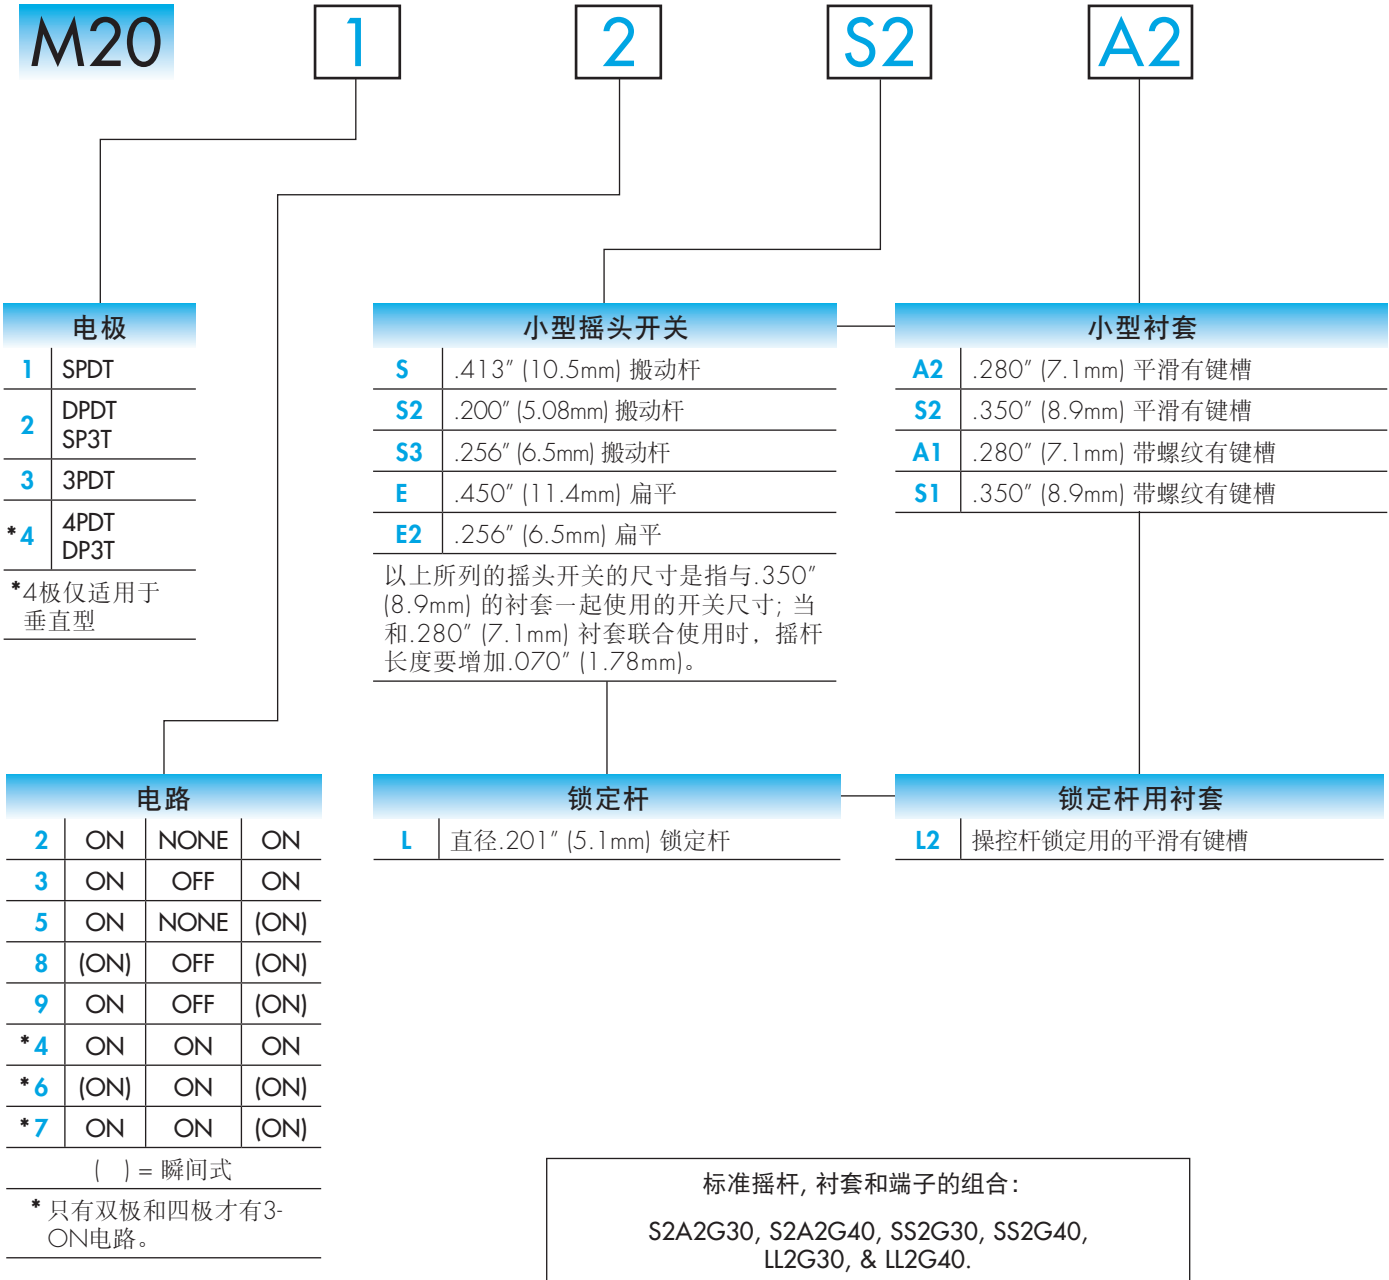 M20 1 2 S2 A2
电极
1 SPDT
2 DPDT
SP3T
3 3PDT
*4 4PDT
DP3T
*4极仅适用于
垂直型
小型摇头开关
S .413" (10.5mm) 搬动杆
S2 .200" (5.08mm) 搬动杆
S3 .256" (6.5mm) 搬动杆
E .450" (11.4mm) 扁平
E2 .256" (6.5mm) 扁平
以上所列的摇头开关的尺寸是指与.350"
(8.9mm) 的衬套一起使用的开关尺寸; 当
和.280" (7.1mm) 衬套联合使用时，摇杆
长度要增加.070" (1.78mm)。
小型衬套
A2 .280" (7.1mm) 平滑有键槽
S2 .350" (8.9mm) 平滑有键槽
A1 .280" (7.1mm) 带螺纹有键槽
S1 .350" (8.9mm) 带螺纹有键槽
电路
2 ON NONE ON
3 ON OFF ON
5 ON NONE (ON)
8 (ON) OFF (ON)
9 ON OFF (ON)
*4 ON ON ON
*6 (ON) ON (ON)
*7 ON ON (ON)
( ) = 瞬间式
* 只有双极和四极才有3-
ON电路。
锁定杆
L 直径.201" (5.1mm) 锁定杆
锁定杆用衬套
L2 操控杆锁定用的平滑有键槽
标准摇杆, 衬套和端子的组合:
S2A2G30, S2A2G40, SS2G30, SS2G40,
LL2G30, & LL2G40.